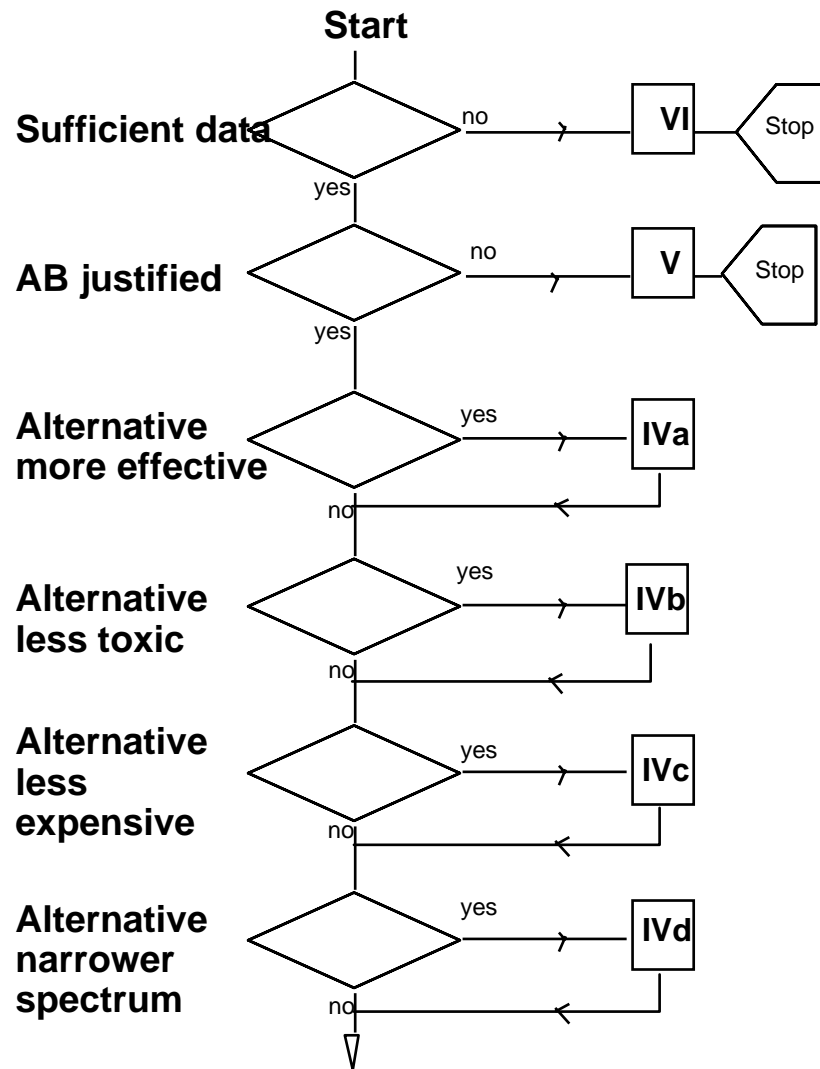 Start
Sufficient data
no
VI
Stop
yes
AB justified
no
V
Stop
yes
Alternative
more effective
yes
IVa
no
Alternative
less toxic
yes
IVb
no
Alternative
less
expensive
yes
IVc
no
Alternative
narrower
spectrum
yes
IVd
no